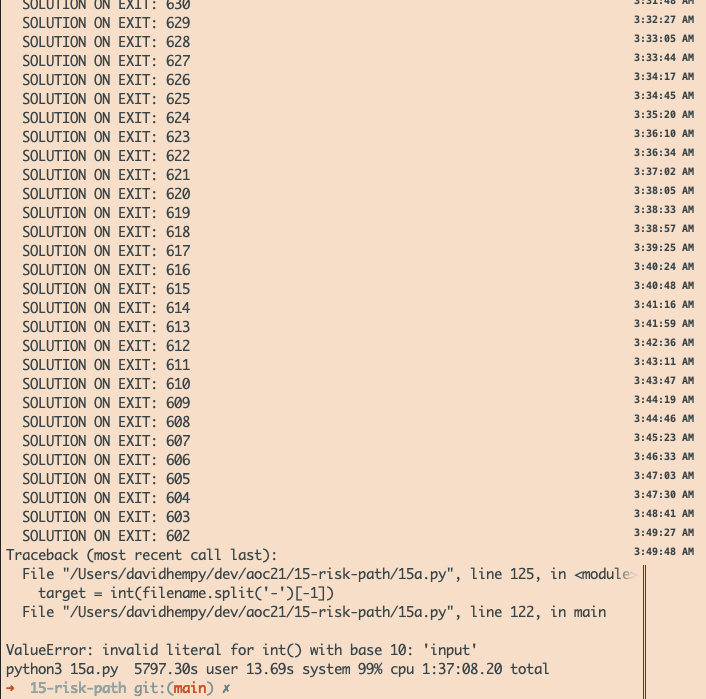 SOLUTION ON EXIT: 630 3:31:48 AM
SOLUTION ON EXIT: 629 3:32:27 AM
SOLUTION ON EXIT: 628 3:33:05 AM
SOLUTION ON EXIT: 627 3:33:44 AM
SOLUTION ON EXIT: 626 3:34:17 AM
SOLUTION ON EXIT: 625 3:34:45 AM
SOLUTION ON EXIT: 624 3:35:20 AM
SOLUTION ON EXIT: 623 3:36:10 AM
SOLUTION ON EXIT: 622 3:36:34 AM
SOLUTION ON EXIT: 621 3:37:02 AM
SOLUTION ON EXIT: 620 3:38:05 AM
SOLUTION ON EXIT: 619 3:38:33 AM
SOLUTION ON EXIT: 618 3:38:57 AM
SOLUTION ON EXIT: 617 3:39:25 AM
SOLUTION ON EXIT: 616 3:40:24 AM
SOLUTION ON EXIT: 615 3:40:48 AM
SOLUTION ON EXIT: 614 3:41:16 AM
SOLUTION ON EXIT: 613 3:41:59 AM
SOLUTION ON EXIT: 612 3:42:36 AM
SOLUTION ON EXIT: 611 3:43:11 AM
SOLUTION ON EXIT: 610 3:43:47 AM
SOLUTION ON EXIT: 609 3:44:19 AM
SOLUTION ON EXIT: 608 3:44:46 AM
SOLUTION ON EXIT: 607 3:45:23 AM
SOLUTION ON EXIT: 606 3:46:33 AM
SOLUTION ON EXIT: 605 3:47:03 AM
SOLUTION ON EXIT: 604 3:47:30 AM
SOLUTION ON EXIT: 603 3:48:41 AM
SOLUTION ON EXIT: 602 3:49:27 AM
Traceback (most recent call last): 3:49:48 AM
File "/Users/davidhempy/dev/aoc21/15-risk-path/15a.py", line 125, in <module>
target = int(filename.split('-')[-1])
File "/Users/davidhempy/dev/aoc21/15-risk-path/15a.py", line 122, in main
ValueError: invalid literal for int() with base 10: 'input'
python3 15a.py 5797.30s user 13.69s system 99% cpu 1:37:08.20 total
➜ 15-risk-path git:(main) ✗